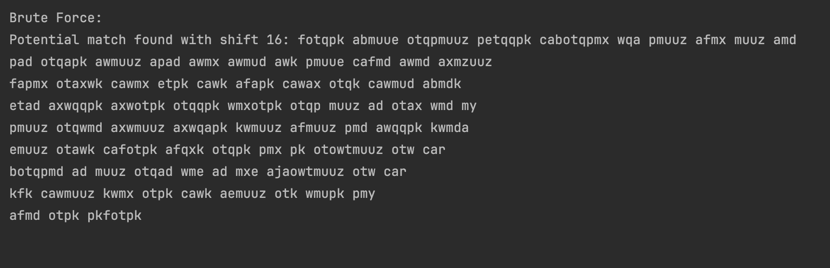 Brute Force:
Potential match found with shift 16: fotqpk abmuue otqpmuuz petqqpk cabotqpmx wqa pmuuz afmx muuz amd
pad otqapk awmuuz apad awmx awmud awk pmuue cafmd awmd axmzuuz
fapmx otaxwk cawmx etpk cawk afapk cawax otqk cawmud abmdk
etad axwqqpk axwotpk otqqpk wmxotpk otqp muuz ad otax wmd my
pmuuz otqwmd axwmuuz axwqapk kwmuuz afmuuz pmd awqqpk kwmda
emuuz otawk cafotpk afqxk otqpk pmx pk otowtmuuz otw car
botqpmd ad muuz otqad wme ad mxe ajaowtmuuz otw car
kfk cawmuuz kwmx otpk cawk aemuuz otk wmupk pmy
afmd otpk pkfotpk